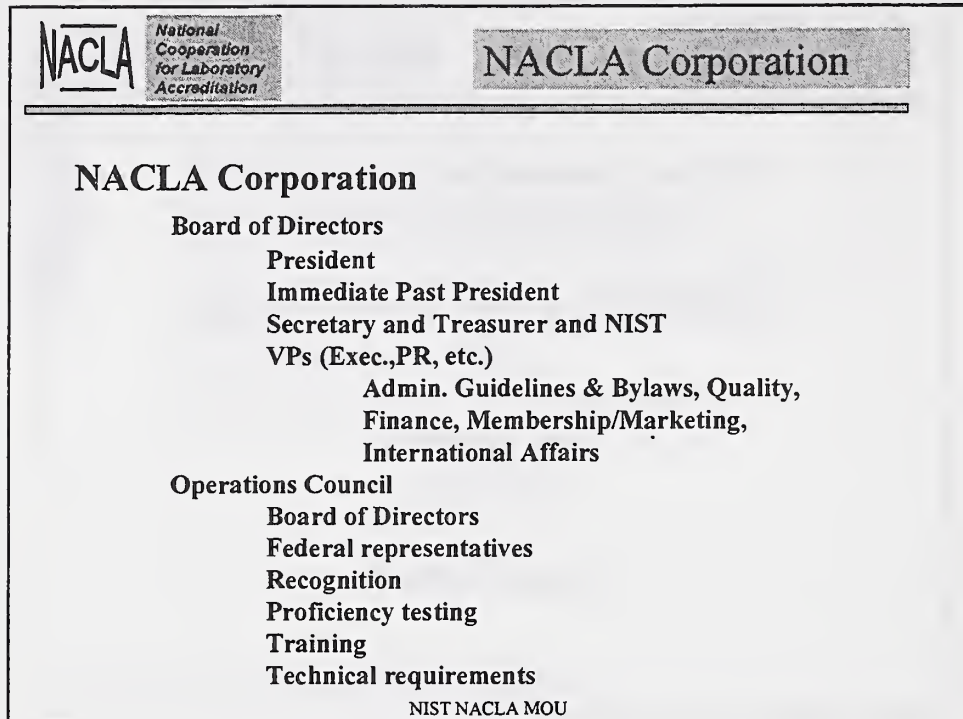 NACLA
National
Cooperation
for Laboratory
Accreditation
NACLA Corporation
NACLA Corporation
Board of Directors
President
Immediate Past President
Secretary and Treasurer and NIST
VPs (Exec.,PR, etc.)
Admin. Guidelines & Bylaws, Quality,
Finance, Membership/Marketing,
International Affairs
Operations Council
Board of Directors
Federal representatives
Recognition
Proficiency testing
Training
Technical requirements
NIST NACLA MOU